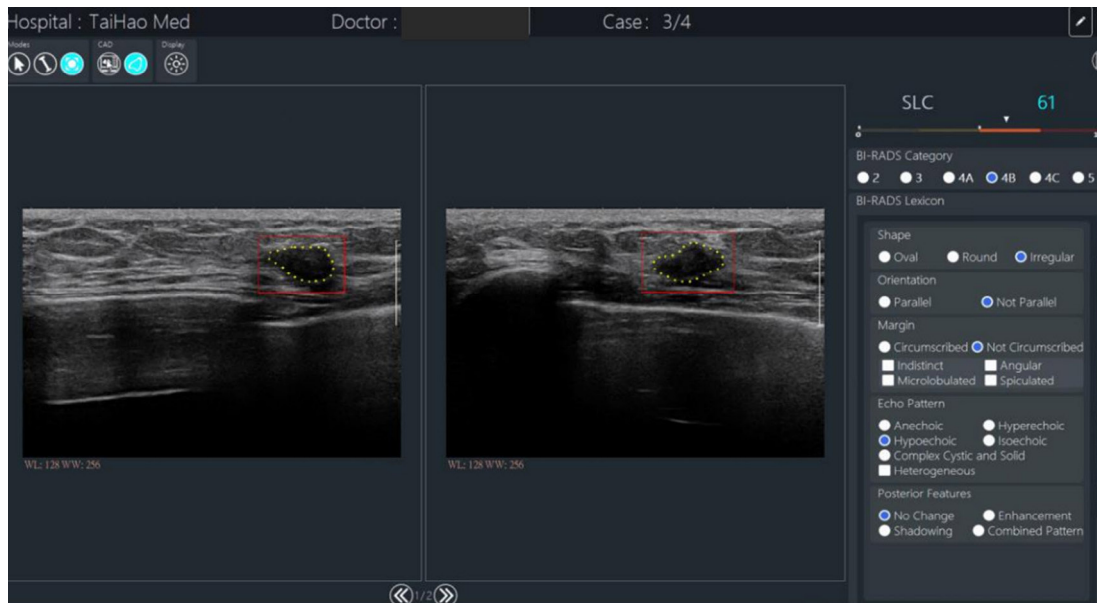 Hospital : TaiHao Med Doctor : Case: 3/4
Modes CAD Display
SLC 61
BI-RADS Category
2 3 4A 4B 4C 5
BI-RADS Lexicon
Shape
Oval Round Irregular
Orientation
Parallel Not Parallel
Margin
Circumscribed Not Circumscribed
Indistinct Angular
Microlobulated Spiculated
Echo Pattern
Anechoic Hyperechoic
Hypoechoic Isoechoic
Complex Cystic and Solid
Heterogeneous
Posterior Features
No Change Enhancement
Shadowing Combined Pattern
WL: 128 WW: 256
WL: 128 WW: 256
1/2